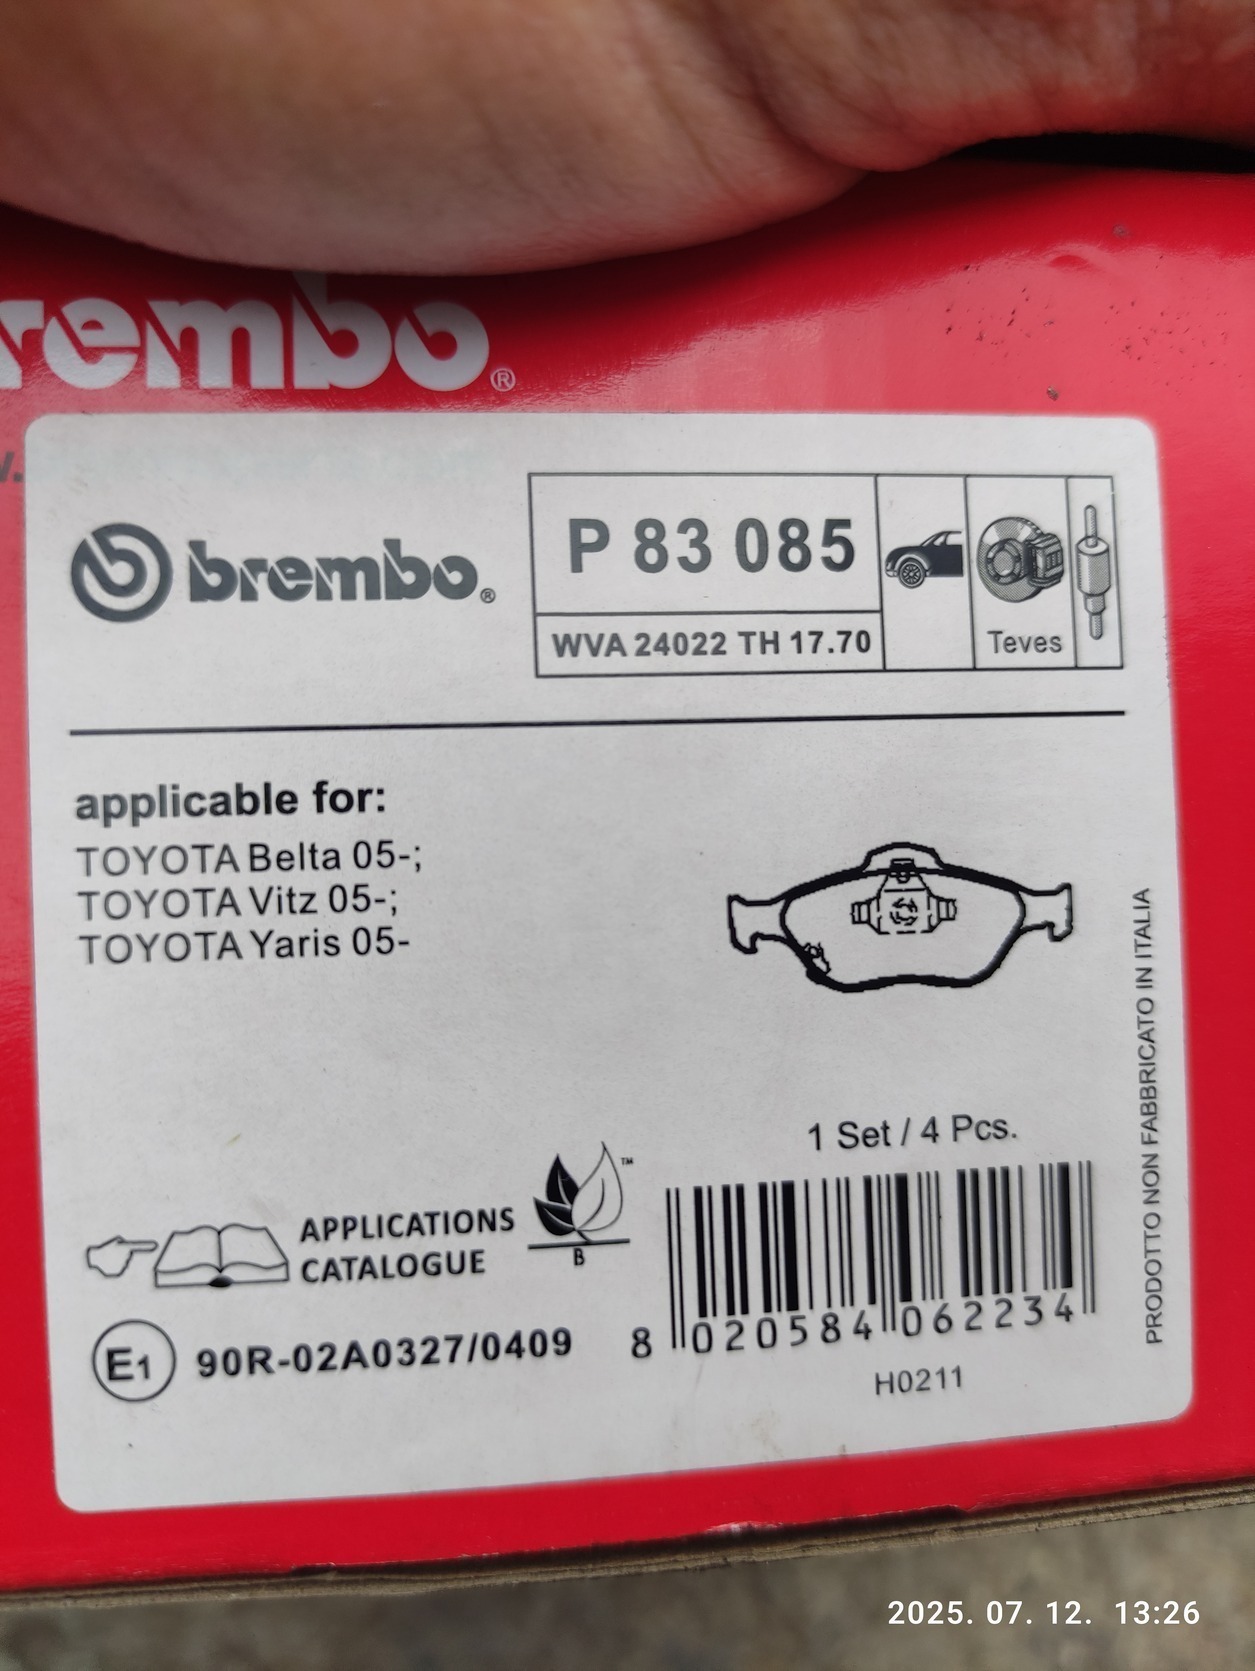 rembo®
brembo®
P 83 085
WVA 24022 TH 17.70
Teves
applicable for:
TOYOTA Belta 05-;
TOYOTA Vitz 05-;
TOYOTA Yaris 05-
PRODOTTO NON FABBRICATO IN ITALIA
1 Set / 4 Pcs.
APPLICATIONS
CATALOGUE
™
B
E1 90R-02A0327/0409
8 020584 062234
H0211
2025. 07. 12. 13:26